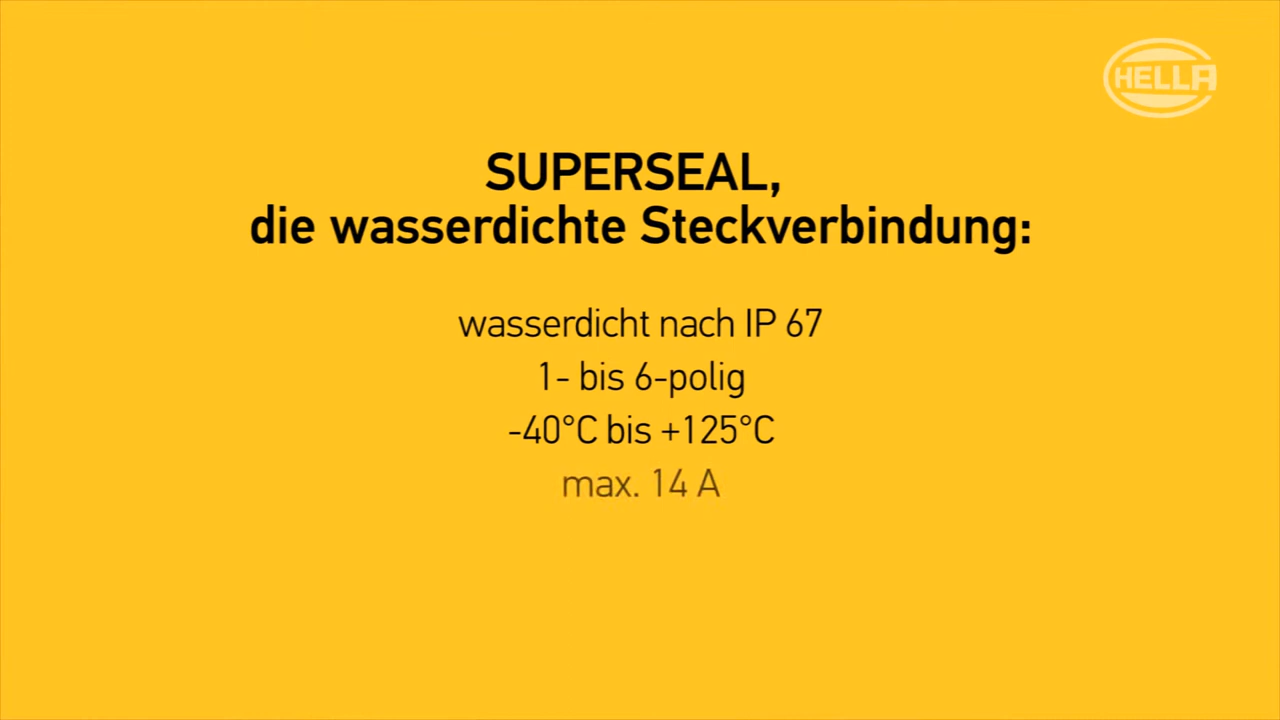 HELLA
SUPERSEAL,
die wasserdichte Steckverbindung:
wasserdicht nach IP 67
1- bis 6-polig
-40°C bis +125°C
max. 14 A